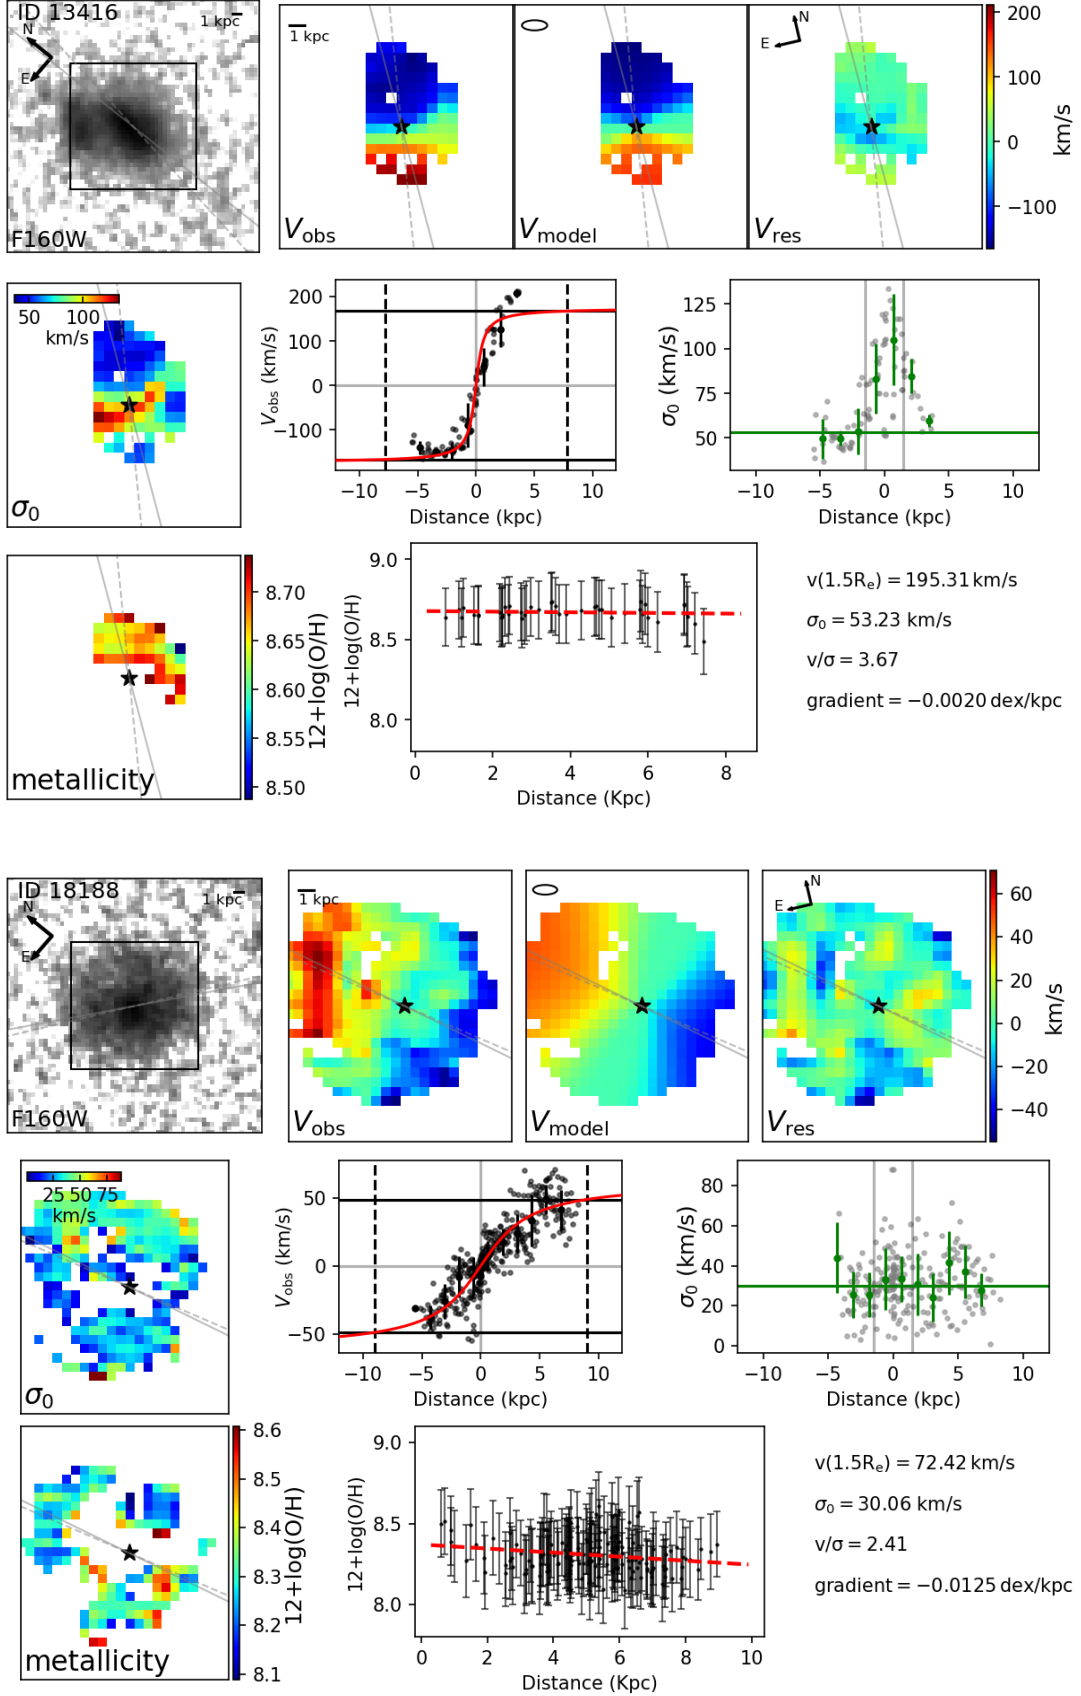 ID 13416
1 kpc
N
E
F160W
1 kpc
V_obs
V_model
N
E
V_res
200
100
0
−100
km/s
50 100
km/s
σ₀
V_obs (km/s)
200
100
0
−100
−10 −5 0 5 10
Distance (kpc)
σ₀ (km/s)
125
100
75
50
−10 −5 0 5 10
Distance (kpc)
metallicity
8.70
8.65
8.60
8.55
8.50
12+log(O/H)
12+log(O/H)
9.0
8.5
8.0
0 2 4 6 8
Distance (Kpc)
v(1.5Rₑ) = 195.31 km/s
σ₀ = 53.23 km/s
v/σ = 3.67
gradient = −0.0020 dex/kpc
ID 18188
1 kpc
N
E
F160W
1 kpc
V_obs
V_model
N
E
V_res
60
40
20
0
−20
−40
km/s
25 50 75
km/s
σ₀
V_obs (km/s)
50
0
−50
−10 −5 0 5 10
Distance (kpc)
σ₀ (km/s)
80
60
40
20
0
−10 −5 0 5 10
Distance (kpc)
metallicity
8.6
8.5
8.4
8.3
8.2
8.1
12+log(O/H)
12+log(O/H)
9.0
8.5
8.0
0 2 4 6 8 10
Distance (Kpc)
v(1.5Rₑ) = 72.42 km/s
σ₀ = 30.06 km/s
v/σ = 2.41
gradient = −0.0125 dex/kpc